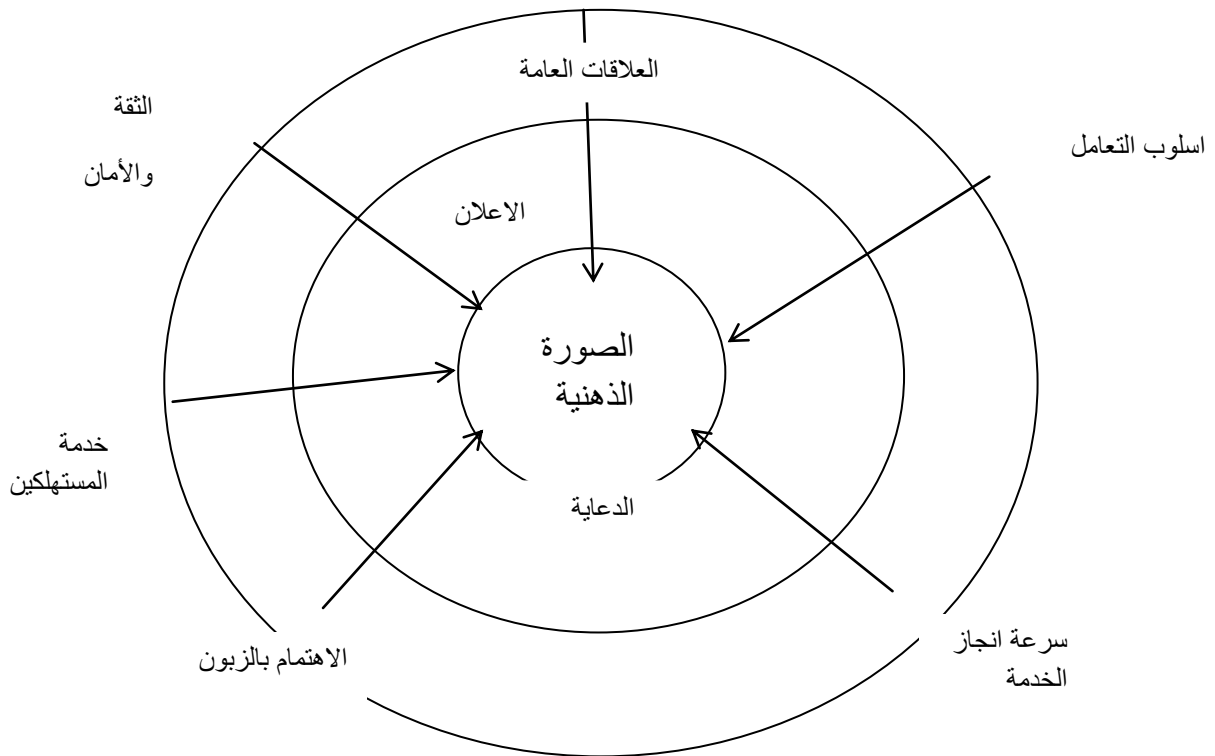 العلاقات العامة
الثقة
والأمان
اسلوب التعامل
الاعلان
الصورة
الذهنية
خدمة
المستهلكين
الدعاية
سرعة انجاز
الخدمة
الاهتمام بالزبون